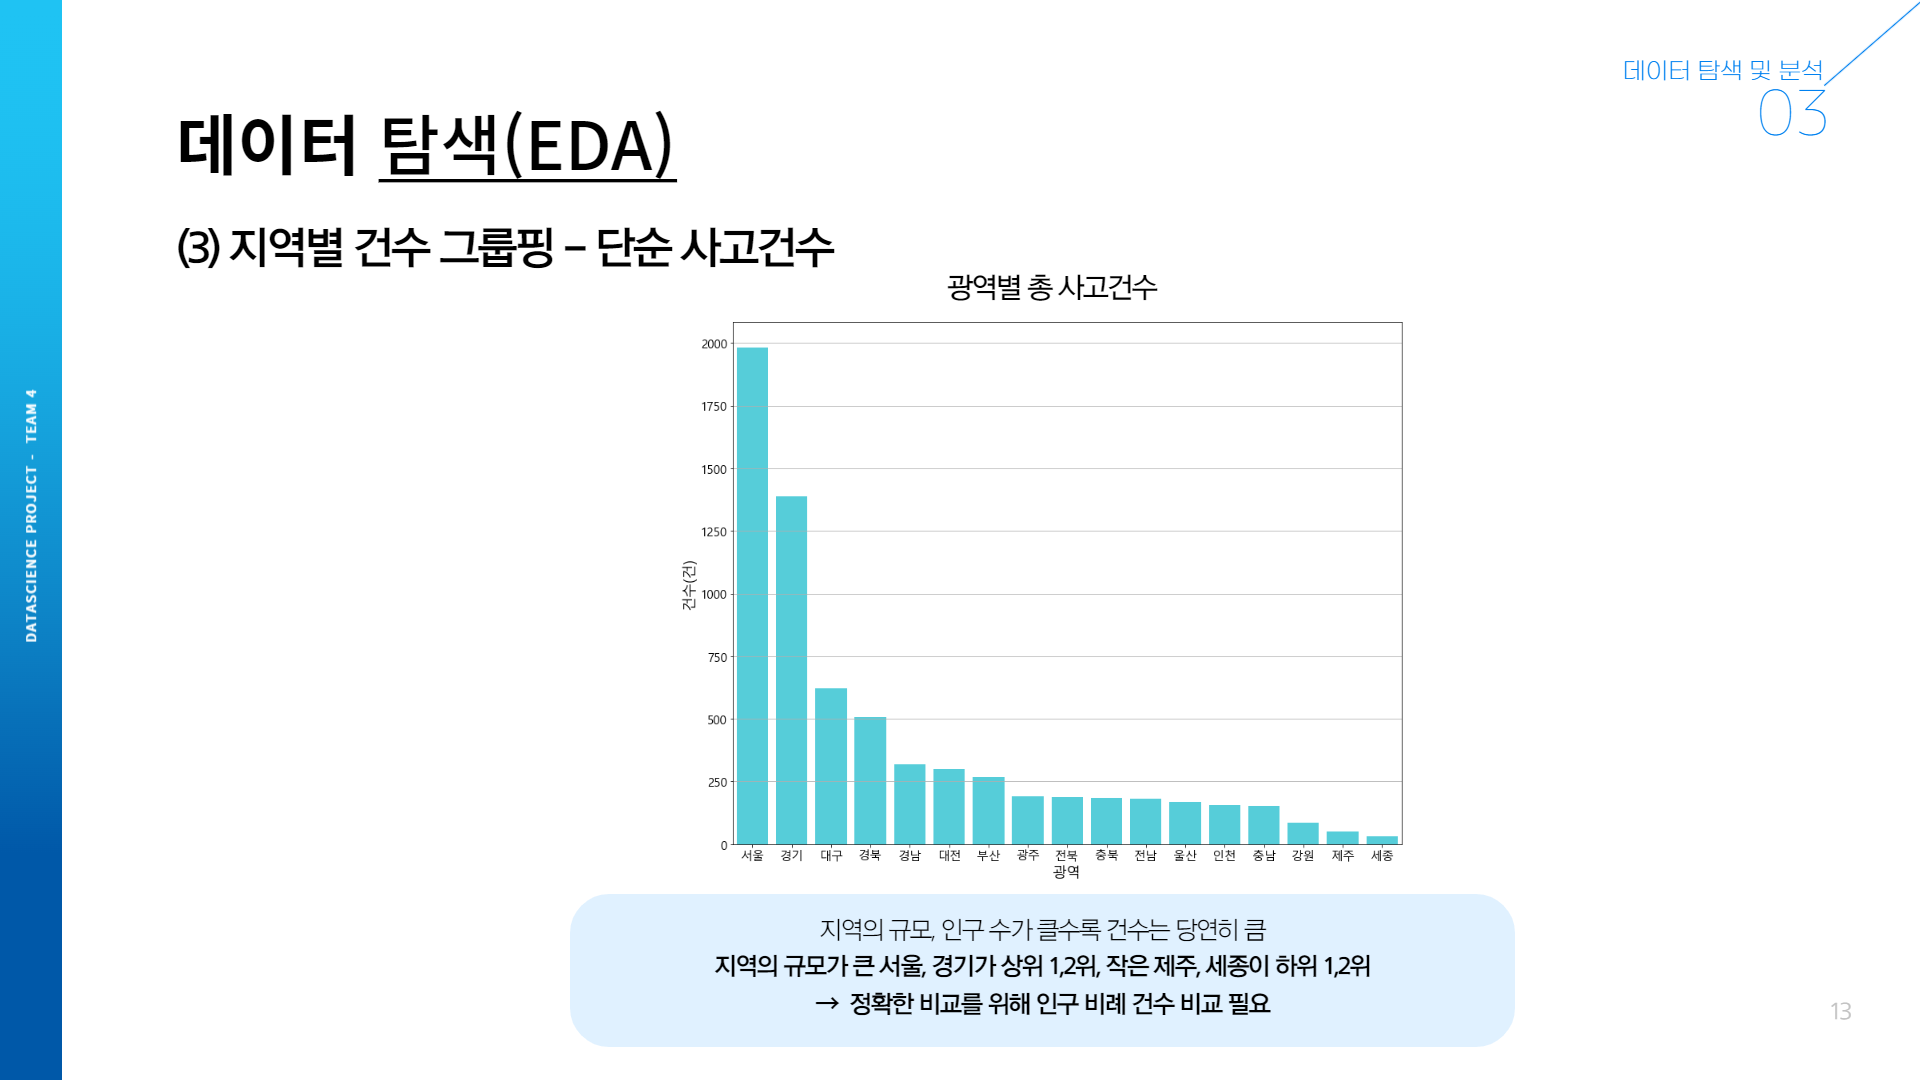 데이터 탐색 및 분석
03
데이터 탐색(EDA)
(3) 지역별 건수 그룹핑 – 단순 사고건수
광역별 총 사고건수
2000
1750
1500
1250
1000
750
500
250
0
건수(건)
서울 경기 대구 경북 경남 대전 부산 광주 전북 충북 전남 울산 인천 충남 강원 제주 세종
광역
지역의 규모, 인구 수가 클수록 건수는 당연히 큼
지역의 규모가 큰 서울, 경기가 상위 1,2위, 작은 제주, 세종이 하위 1,2위
→ 정확한 비교를 위해 인구 비례 건수 비교 필요
DATASCIENCE PROJECT - TEAM 4
13